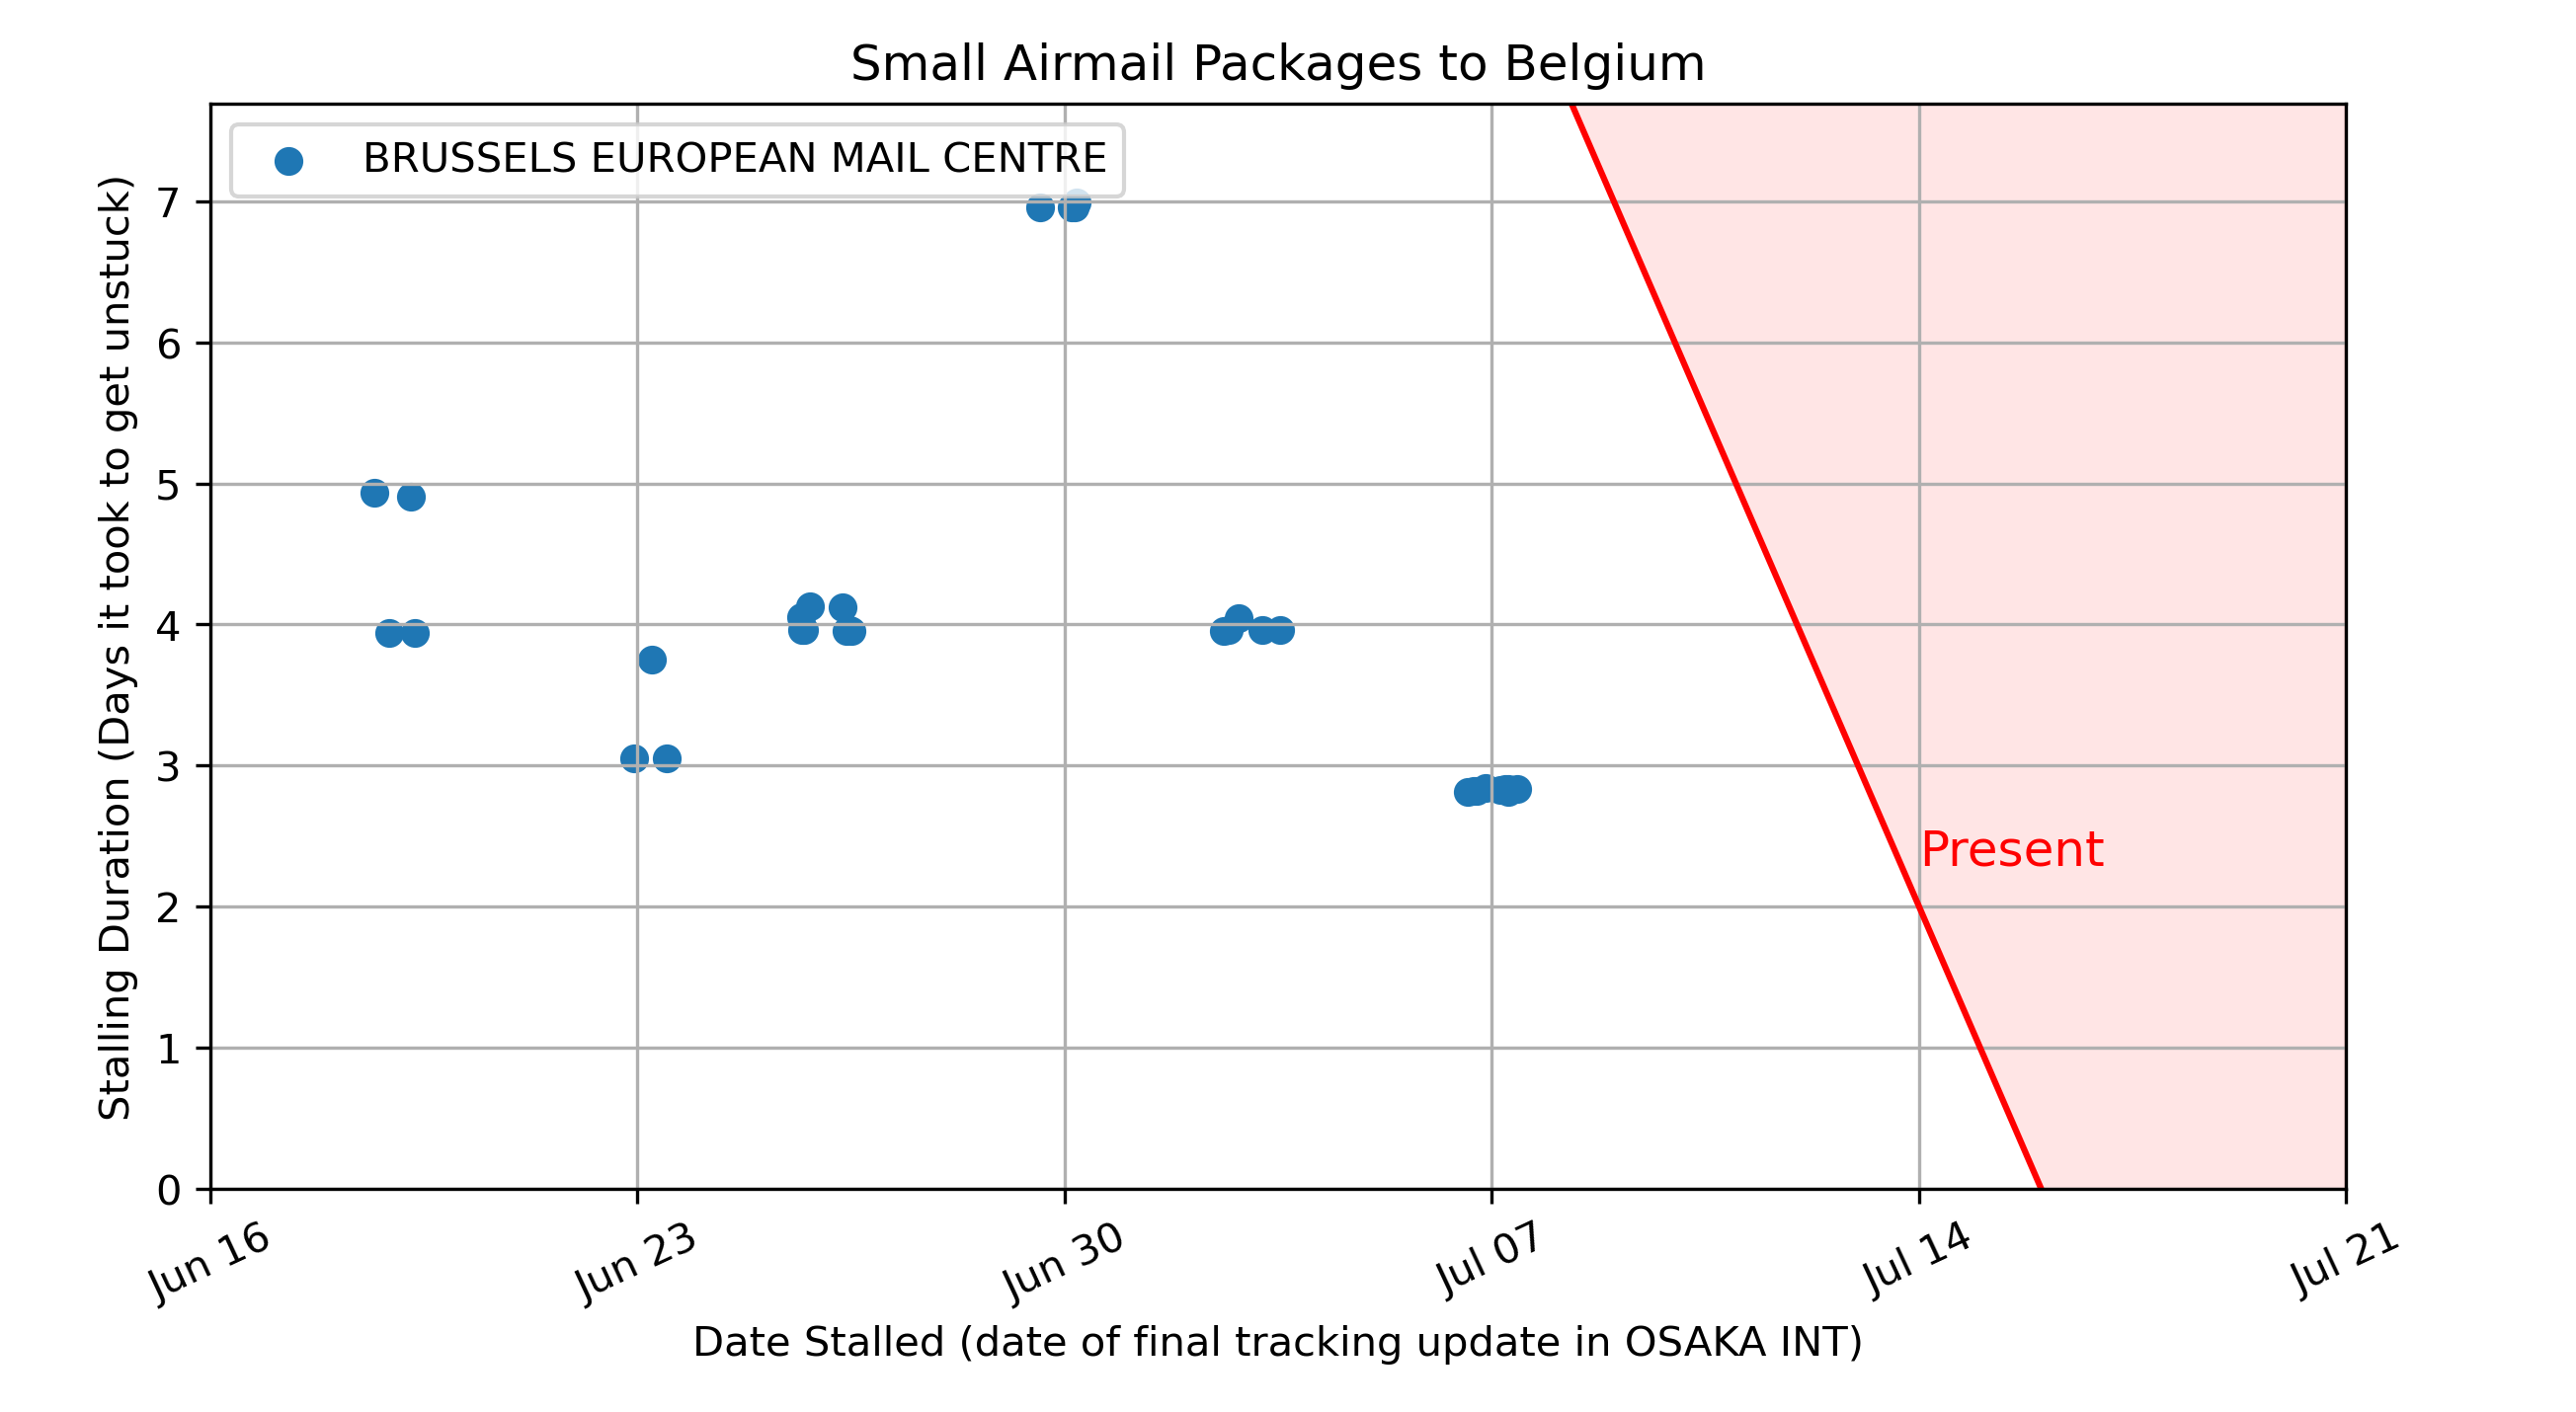 Small Airmail Packages to Belgium
BRUSSELS EUROPEAN MAIL CENTRE
Stalling Duration (Days it took to get unstuck)
7
6
5
4
3
2
1
0
Present
Jun 16
Jun 23
Jun 30
Jul 07
Jul 14
Jul 21
Date Stalled (date of final tracking update in OSAKA INT)